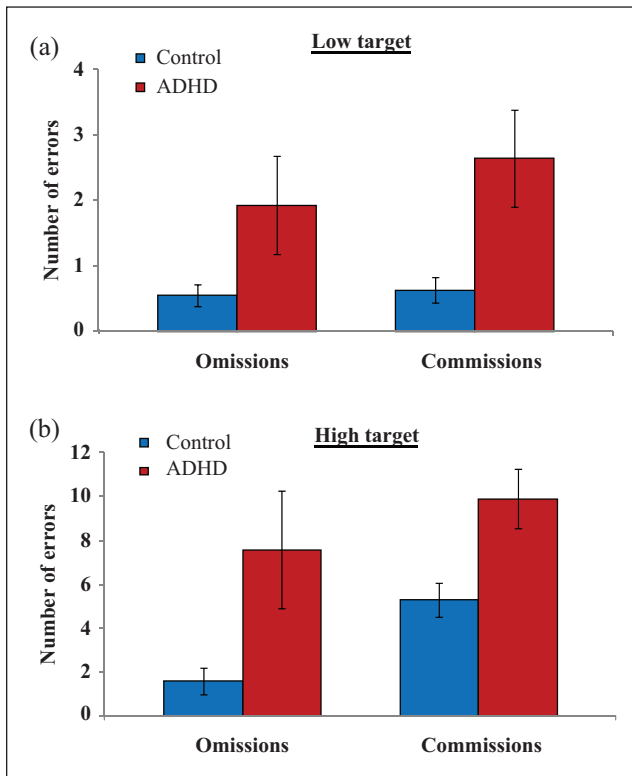 (a)
Low target
Control
ADHD
Number of errors
4
3
2
1
0
Omissions Commissions
(b)
High target
Control
ADHD
Number of errors
12
10
8
6
4
2
0
Omissions Commissions